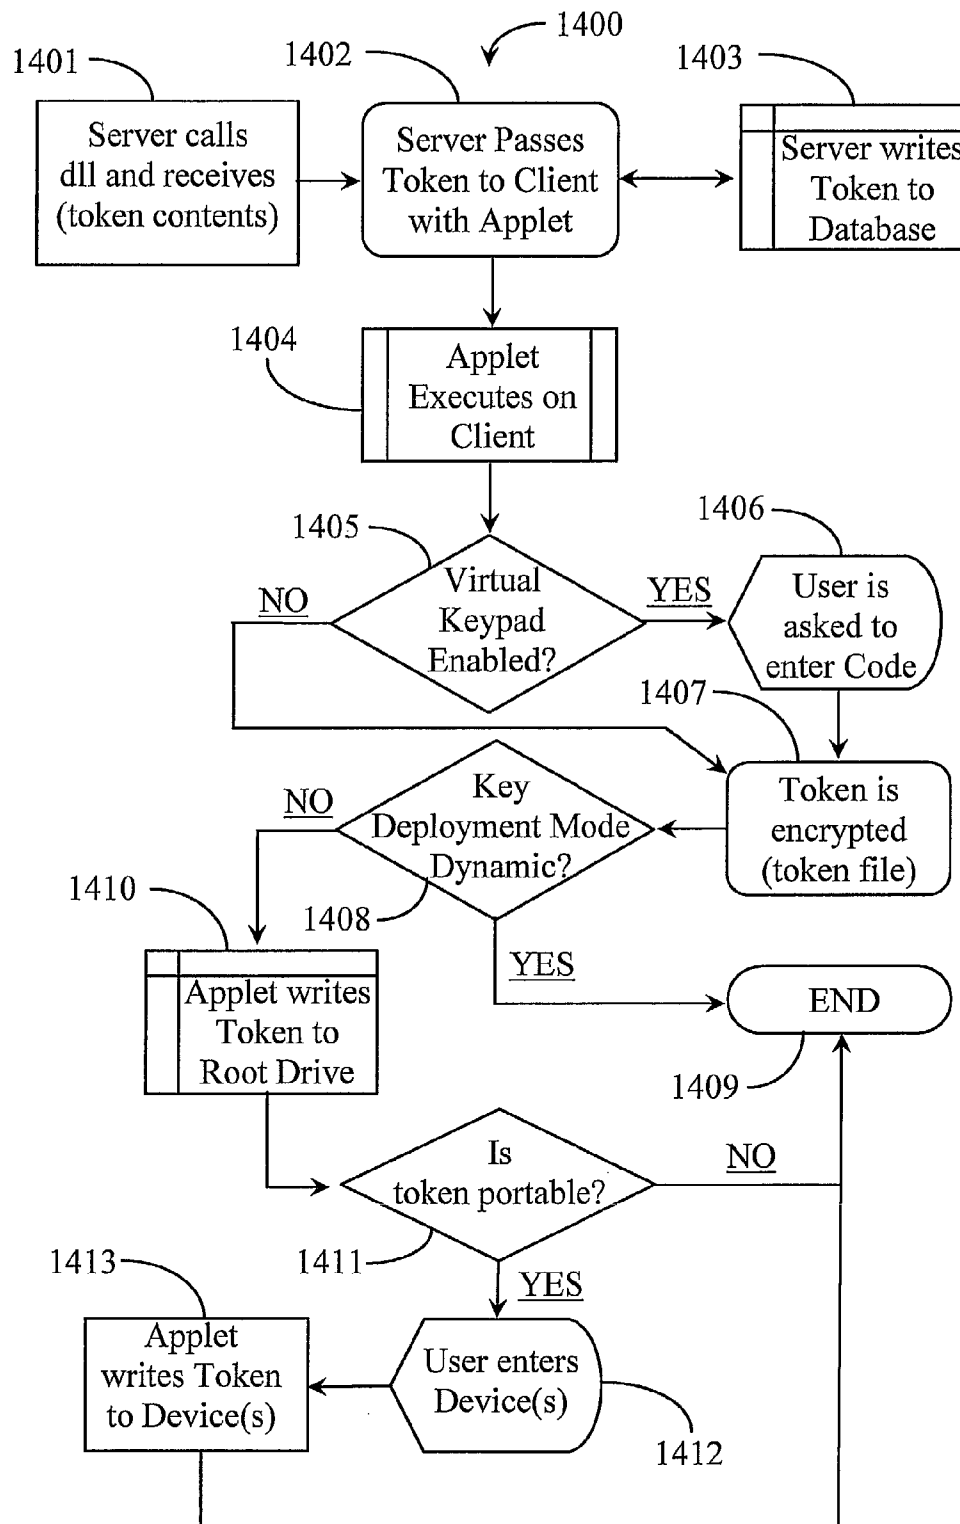 1400
1401
1402
1403
Server calls
dll and receives
(token contents)
Server Passes
Token to Client
with Applet
Server writes
Token to
Database
1404
Applet
Executes on
Client
1405
1406
NO
Virtual
Keypad
Enabled?
YES
User is
asked to
enter Code
1407
NO
Key
Deployment Mode
Dynamic?
Token is
encrypted
(token file)
1410
1408
YES
Applet writes
Token to
Root Drive
END
1409
Is
token portable?
NO
1411
1413
YES
Applet
writes Token
to Device(s)
User enters
Device(s)
1412